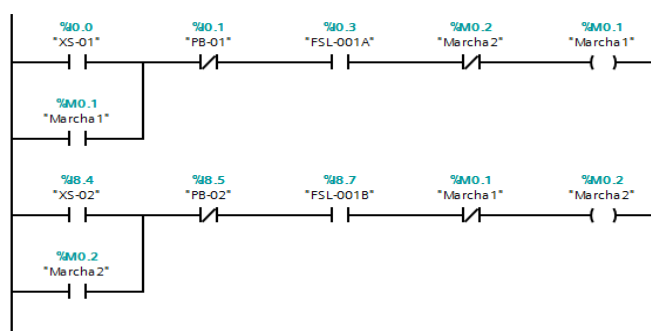 %I0.0 %I0.1 %I0.3 %M0.2 %M0.1
"XS-01" "PB-01" "FSL-001A" "Marcha2" "Marcha1"
%M0.1
"Marcha1"
%I8.4 %I8.5 %I8.7 %M0.1 %M0.2
"XS-02" "PB-02" "FSL-001B" "Marcha1" "Marcha2"
%M0.2
"Marcha2"